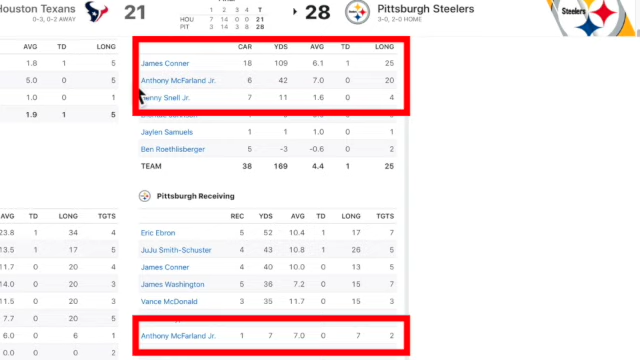 Houston Texans 21 28 Pittsburgh Steelers
0-3, 0-2 AWAY 3-0, 2-0 HOME
1 2 3 4 T
HOU 7 14 0 0 21
PIT 3 14 3 8 28
Steelers
AVG TD LONG
1.8 1 5
5.0 0 5
1.0 0 1
1.9 1 5
CAR YDS AVG TD LONG
James Conner 18 109 6.1 1 25
Anthony McFarland Jr. 6 42 7.0 0 20
Snell Jr. 7 11 1.6 0 4
Jaylen Samuels 1 1 1.0 0 1
Ben Roethlisberger 5 -3 -0.6 0 2
TEAM 38 169 4.4 1 25
AVG TD LONG TGTS
23.8 1 34 4
13.5 1 17 5
11.7 0 20 4
14.0 0 20 3
11.5 0 20 3
7.7 0 20 5
6.0 0 6 1
0.0 0 0 2
Pittsburgh Receiving
REC YDS AVG TD LONG TGTS
Eric Ebron 5 52 10.4 1 17 7
JuJu Smith-Schuster 4 43 10.8 1 26 5
James Conner 4 40 10.0 0 13 5
James Washington 5 36 7.2 0 15 7
Vance McDonald 3 35 11.7 0 15 3
Anthony McFarland Jr. 1 7 7.0 0 7 2